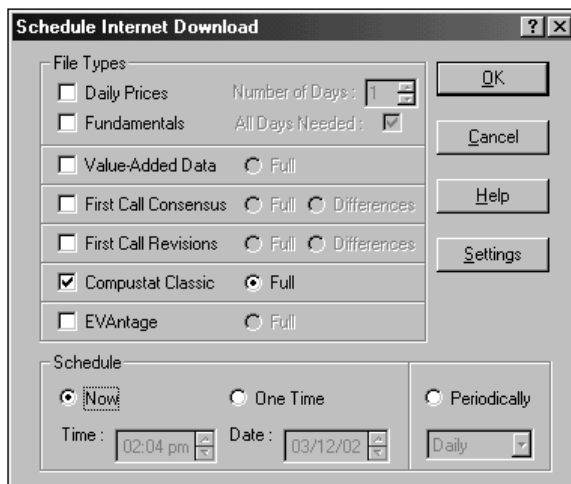 Schedule Internet Download
File Types
Daily Prices Number of Days : 1
Fundamentals All Days Needed :
Value-Added Data Full
First Call Consensus Full Differences
First Call Revisions Full Differences
Compustat Classic Full
EVAntage Full
OK
Cancel
Help
Settings
Schedule
Now One Time Periodically
Time : 02:04 pm Date : 03/12/02 Daily